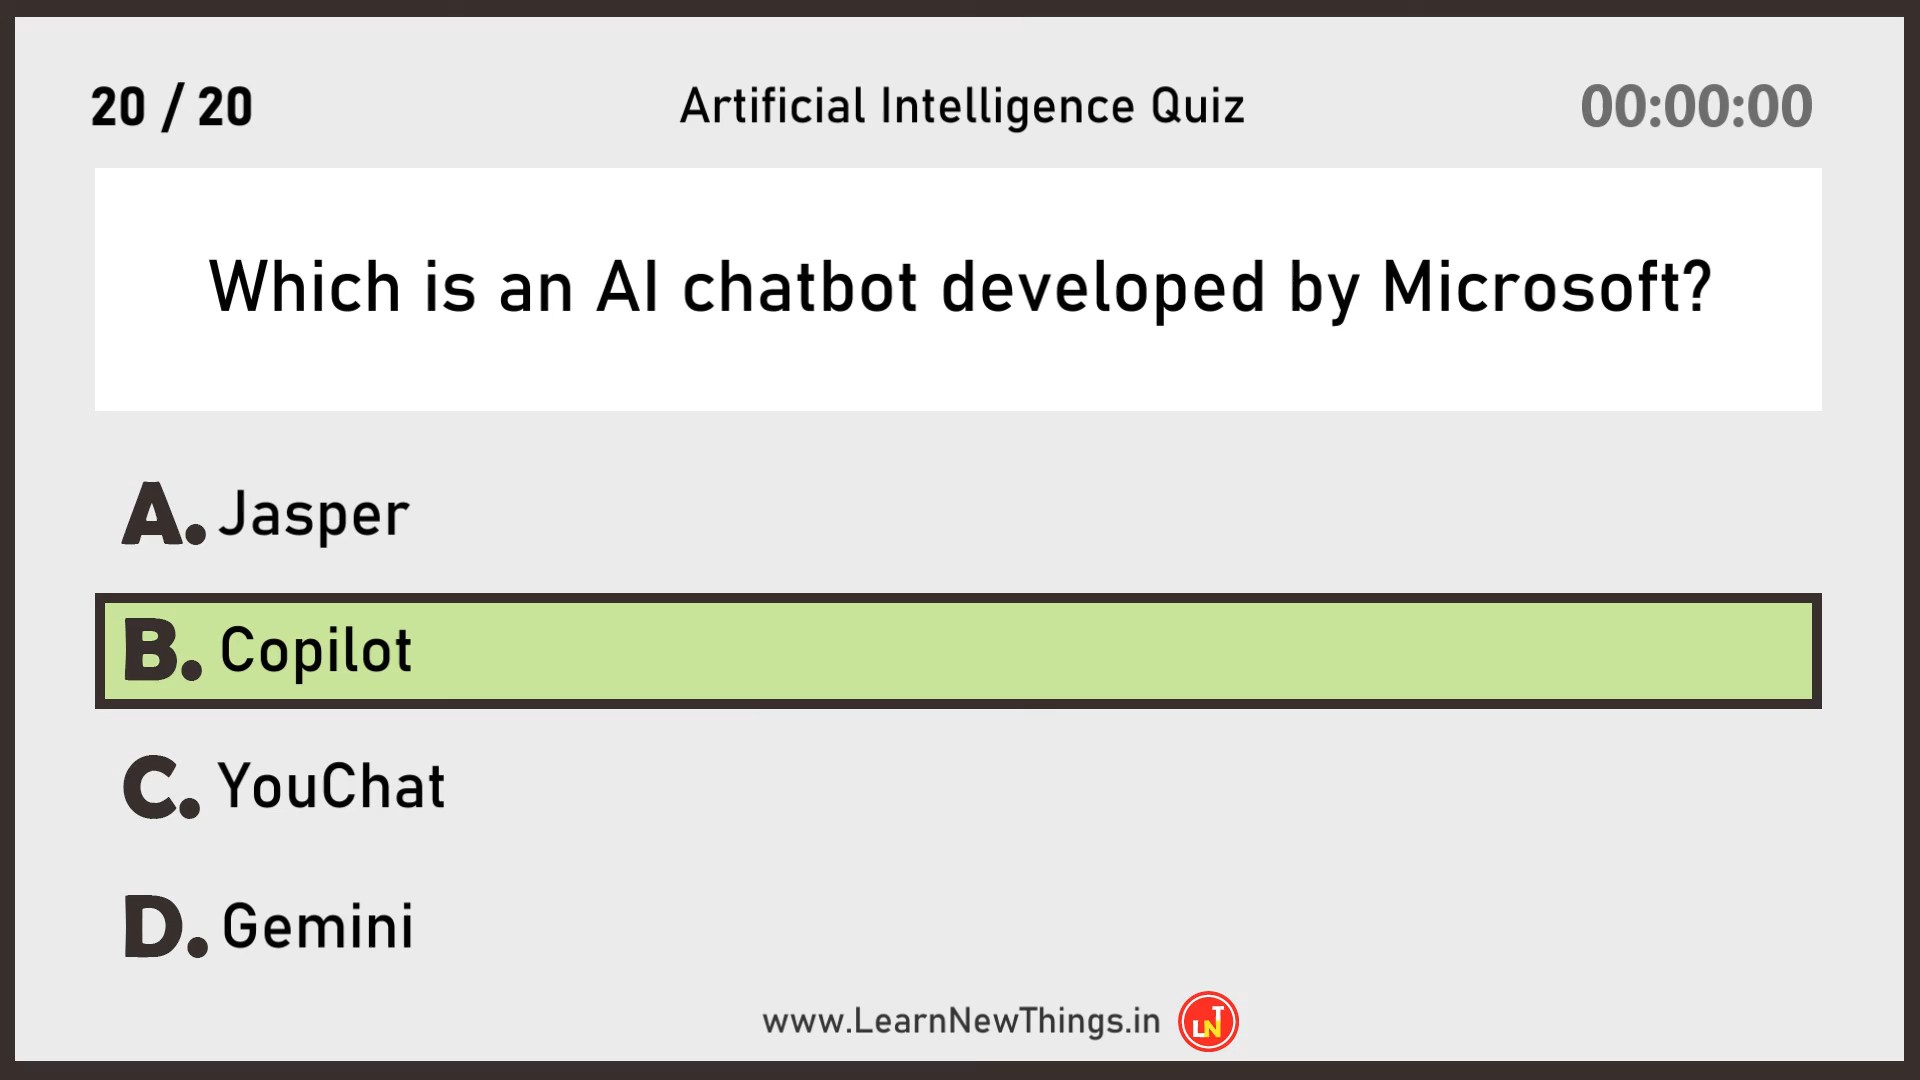 20 / 20
Artificial Intelligence Quiz
00:00:00
Which is an AI chatbot developed by Microsoft?
A. Jasper
B. Copilot
C. YouChat
D. Gemini
www.LearnNewThings.in
LNT